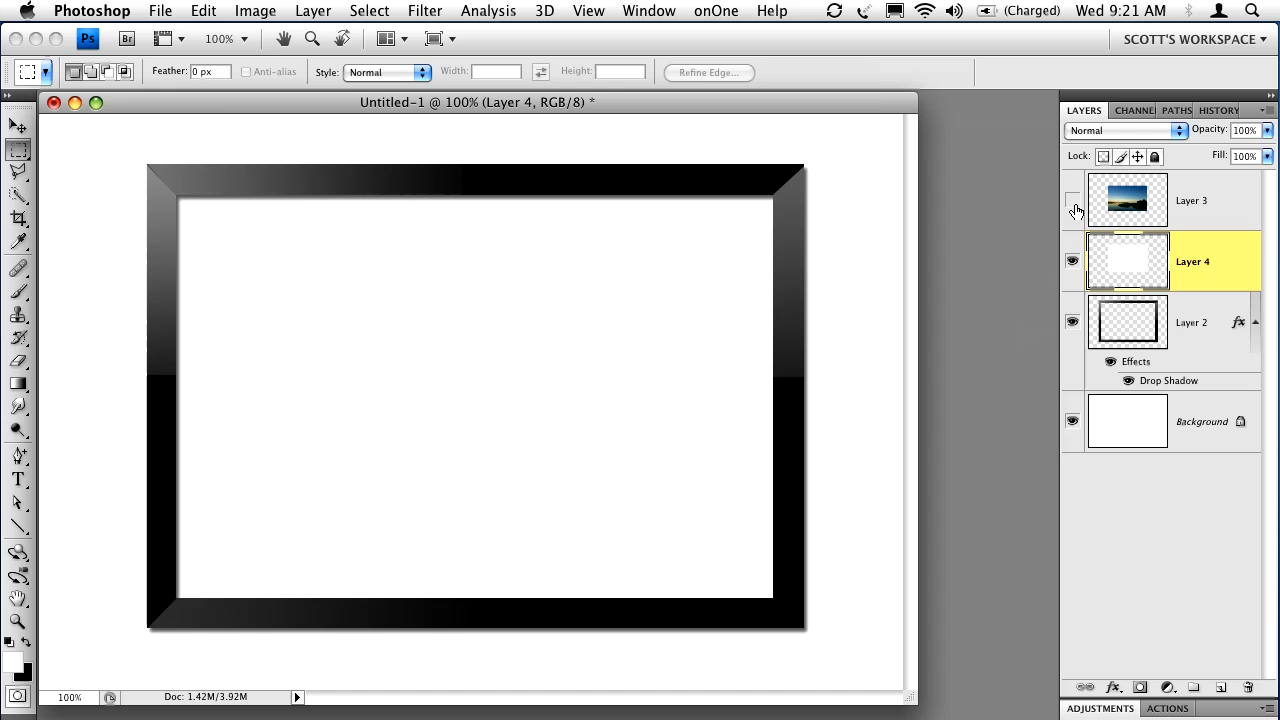 Photoshop File Edit Image Layer Select Filter Analysis 3D View Window onOne Help (Charged) Wed 9:21 AM
Ps Br 100% SCOTT'S WORKSPACE
Feather: 0 px Anti-alias Style: Normal Width: Height: Refine Edge...
Untitled-1 @ 100% (Layer 4, RGB/8) *
LAYERS CHANNE PATHS HISTORY
Normal Opacity: 100%
Lock: Fill: 100%
Layer 3
Layer 4
Layer 2 fx
Effects
Drop Shadow
Background
T
100% Doc: 1.42M/3.92M
fx
ADJUSTMENTS ACTIONS